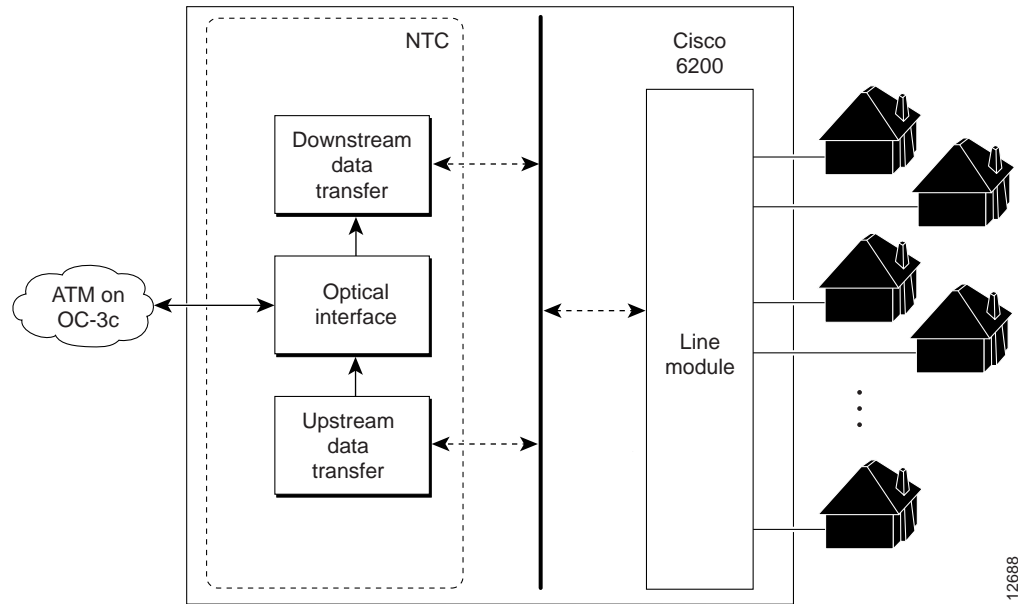 NTC
Cisco
6200
Downstream
data
transfer
ATM on
OC-3c
Optical
interface
Line
module
Upstream
data
transfer
12688